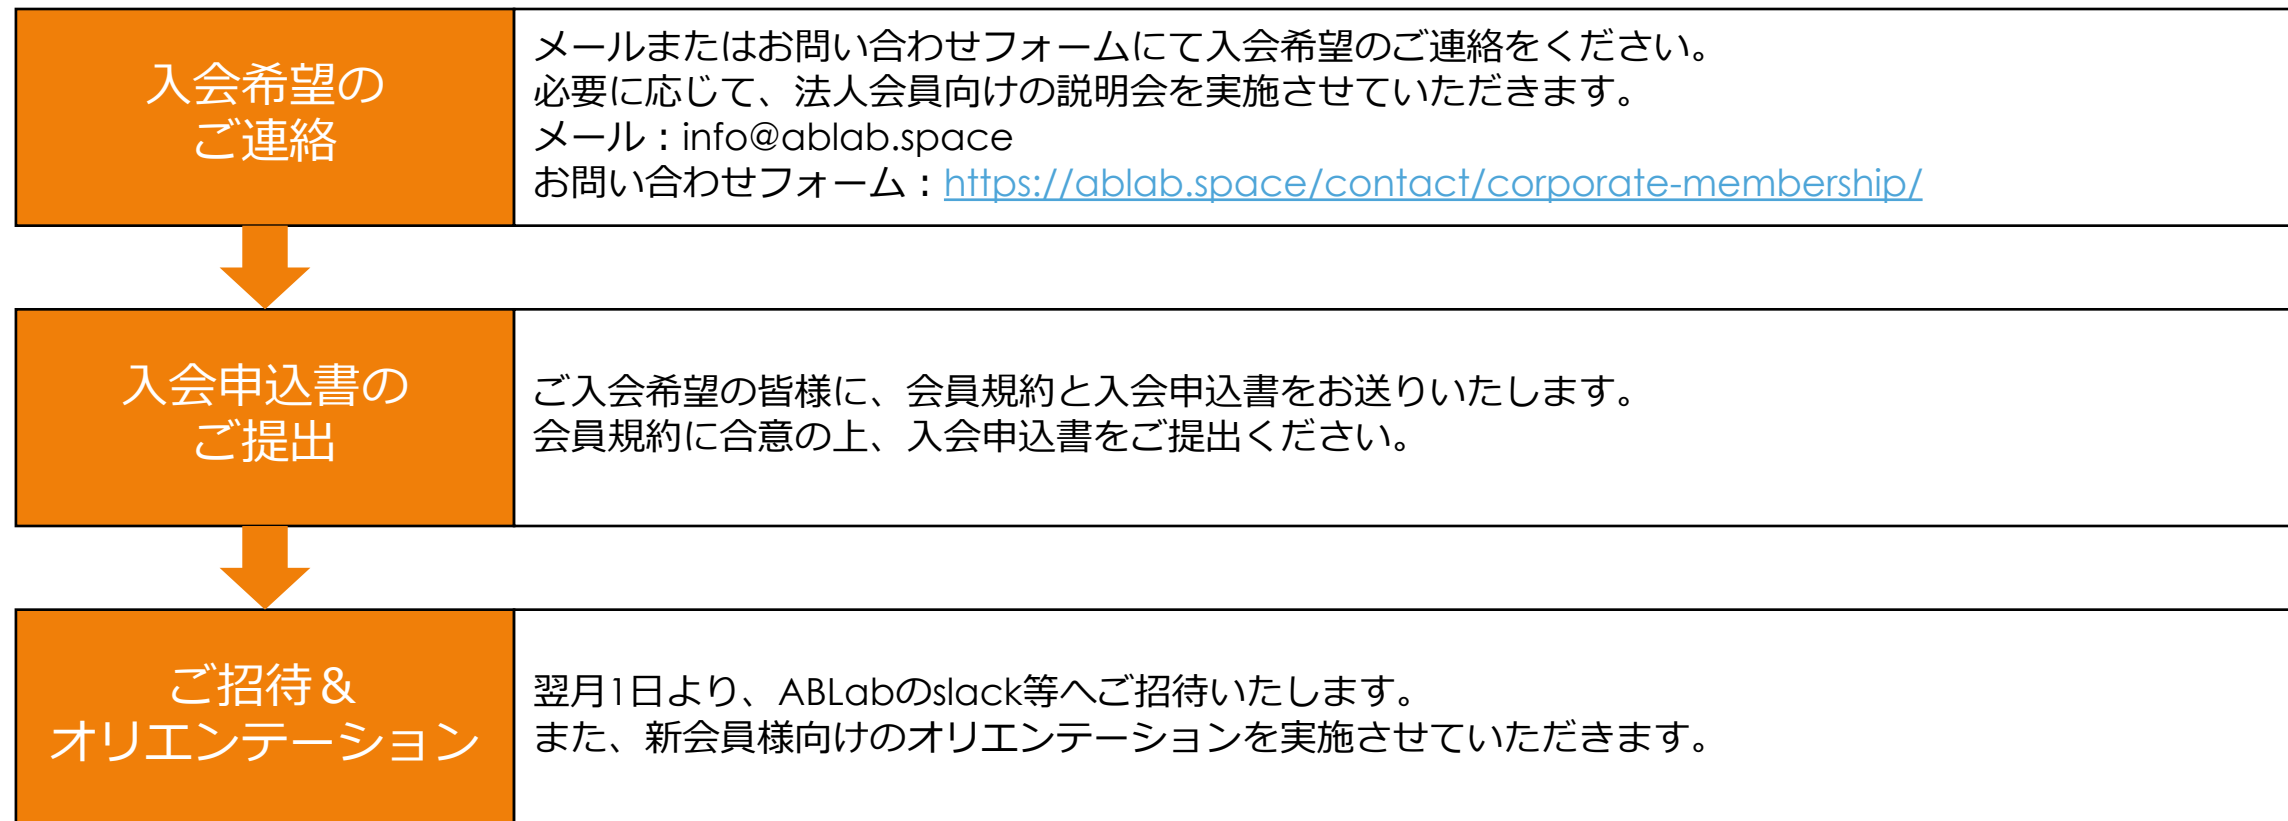 入会希望の
ご連絡
メールまたはお問い合わせフォームにて入会希望のご連絡をください。
必要に応じて、法人会員向けの説明会を実施させていただきます。
メール：info@ablab.space
お問い合わせフォーム：https://ablab.space/contact/corporate-membership/
入会申込書の
ご提出
ご入会希望の皆様に、会員規約と入会申込書をお送りいたします。
会員規約に合意の上、入会申込書をご提出ください。
ご招待＆
オリエンテーション
翌月1日より、ABLabのslack等へご招待いたします。
また、新会員様向けのオリエンテーションを実施させていただきます。